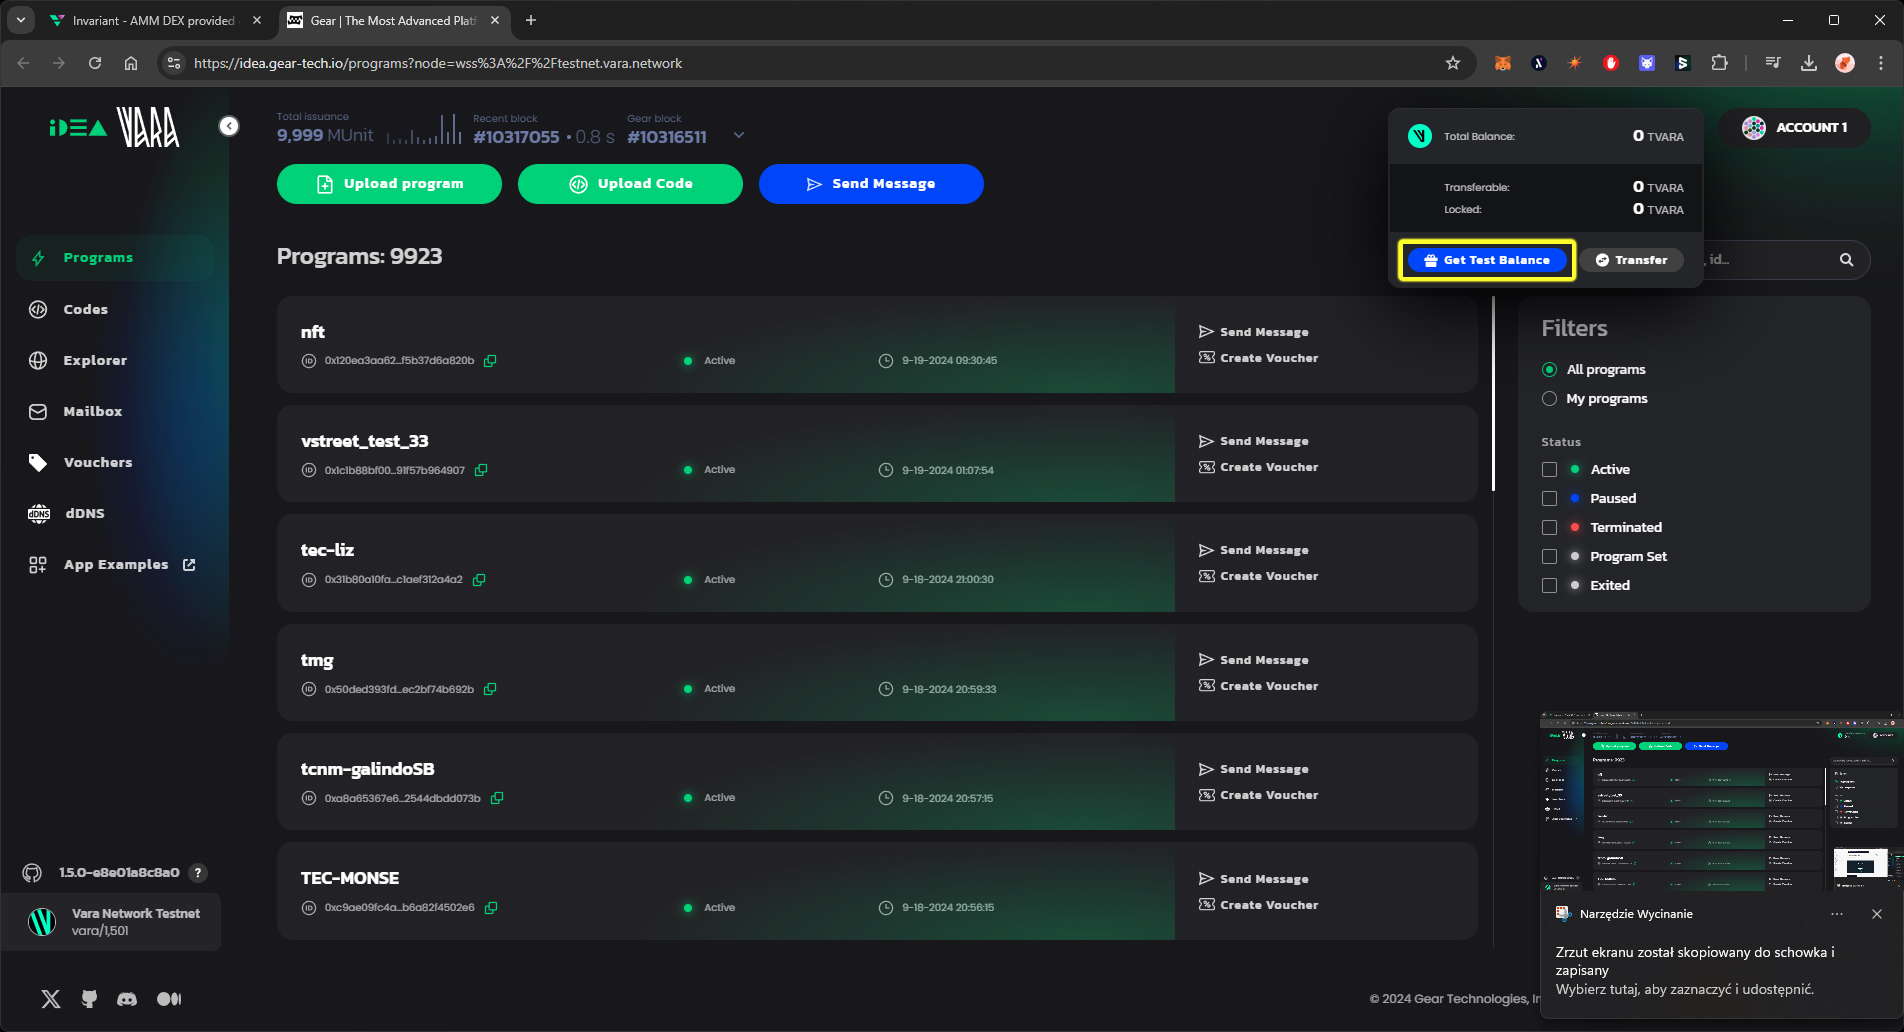 Invariant - AMM DEX provided
Gear | The Most Advanced Plat
https://idea.gear-tech.io/programs?node=wss%3A%2F%2Ftestnet.vara.network
iDEA VARA
Total issuance
9,999 MUnit
Recent block
#10317055 • 0.8 s
Gear block
#10316511
Total Balance:
0 TVARA
Transferable:
0 TVARA
Locked:
0 TVARA
Get Test Balance
Transfer
ACCOUNT 1
Upload program
Upload Code
Send Message
Programs
Codes
Explorer
Mailbox
Vouchers
dDNS
App Examples
Programs: 9923
, id...
nft
0x120ea3aa62...f5b37d6a820b
Active
9-19-2024 09:30:45
Send Message
Create Voucher
vstreet_test_33
0x1c1b88bf00...91f57b964907
Active
9-19-2024 01:07:54
Send Message
Create Voucher
tec-liz
0x31b80a10fa...c1aef312a4a2
Active
9-18-2024 21:00:30
Send Message
Create Voucher
tmg
0x50ded393fd...ec2bf74b692b
Active
9-18-2024 20:59:33
Send Message
Create Voucher
tcnm-galindoSB
0xa8a65367e6...2544dbdd073b
Active
9-18-2024 20:57:15
Send Message
Create Voucher
TEC-MONSE
0xc9ae09fc4a...b6a82f4502e6
Active
9-18-2024 20:56:15
Send Message
Create Voucher
Filters
All programs
My programs
Status
Active
Paused
Terminated
Program Set
Exited
1.5.0-e8e01a8c8a0 ?
Vara Network Testnet
vara/1,501
© 2024 Gear Technologies, In
Narzędzie Wycinanie
Zrzut ekranu został skopiowany do schowka i
zapisany
Wybierz tutaj, aby zaznaczyć i udostępnić.